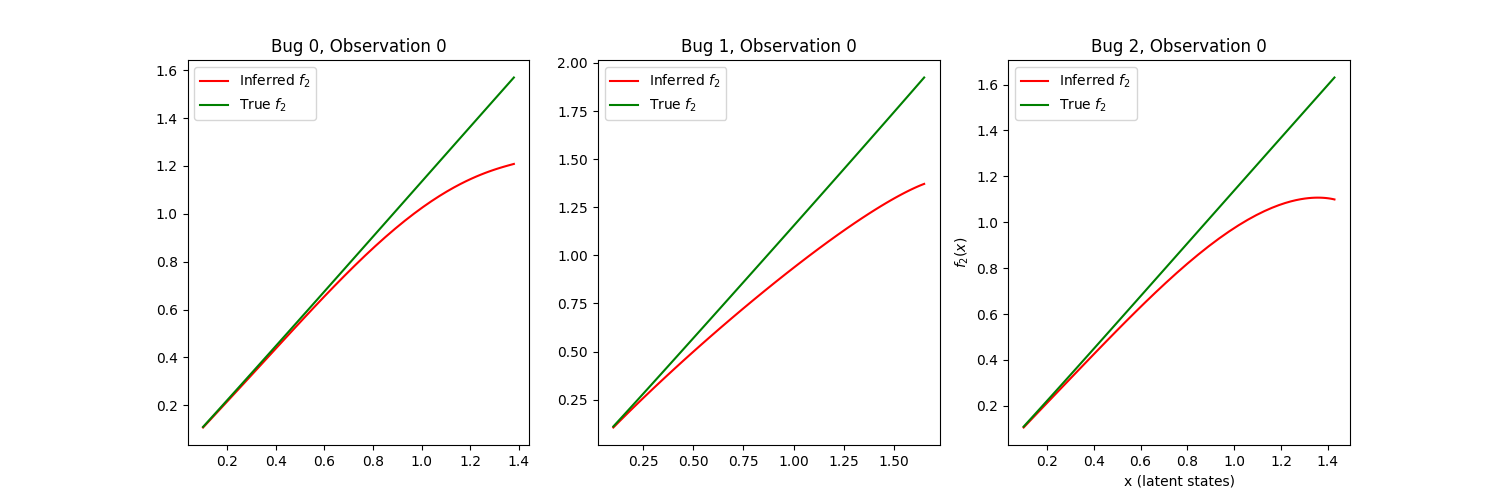 Bug 0, Observation 0
Inferred f₂
True f₂
1.6
1.4
1.2
1.0
0.8
0.6
0.4
0.2
0.2 0.4 0.6 0.8 1.0 1.2 1.4
Bug 1, Observation 0
Inferred f₂
True f₂
2.00
1.75
1.50
1.25
1.00
0.75
0.50
0.25
0.25 0.50 0.75 1.00 1.25 1.50
Bug 2, Observation 0
Inferred f₂
True f₂
f₂(x)
1.6
1.4
1.2
1.0
0.8
0.6
0.4
0.2
0.2 0.4 0.6 0.8 1.0 1.2 1.4
x (latent states)